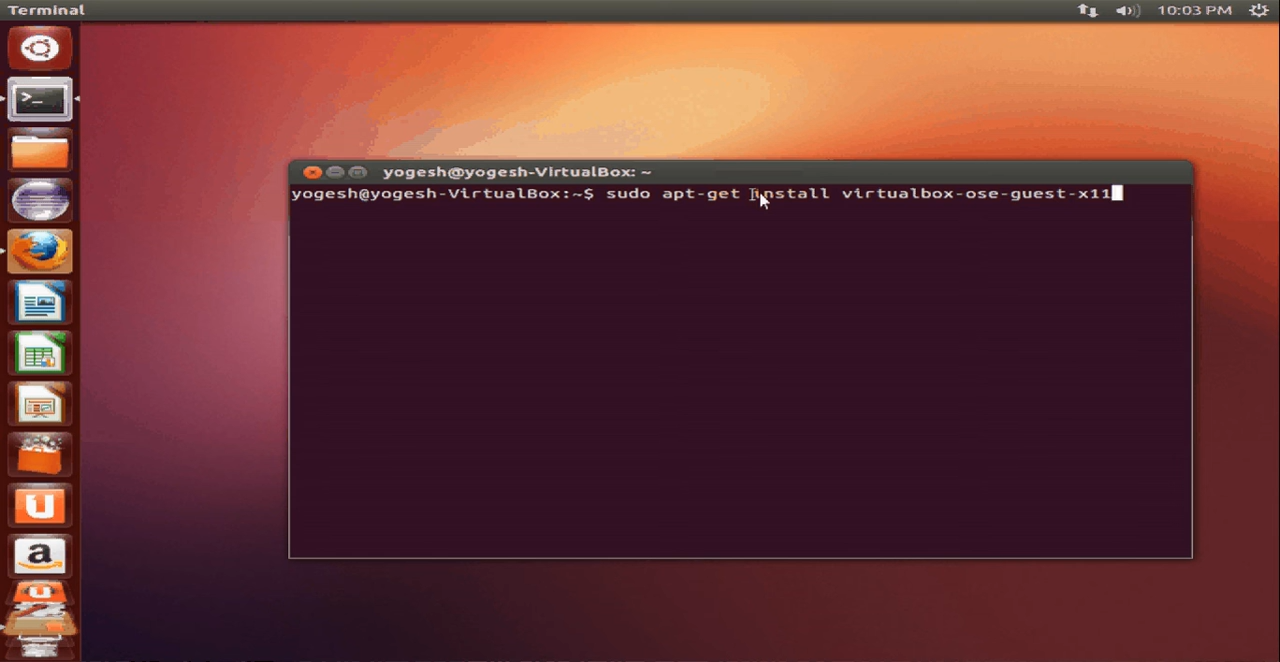 Terminal
10:03 PM
yogesh@yogesh-VirtualBox: ~
yogesh@yogesh-VirtualBox:~$ sudo apt-get install virtualbox-ose-guest-x11